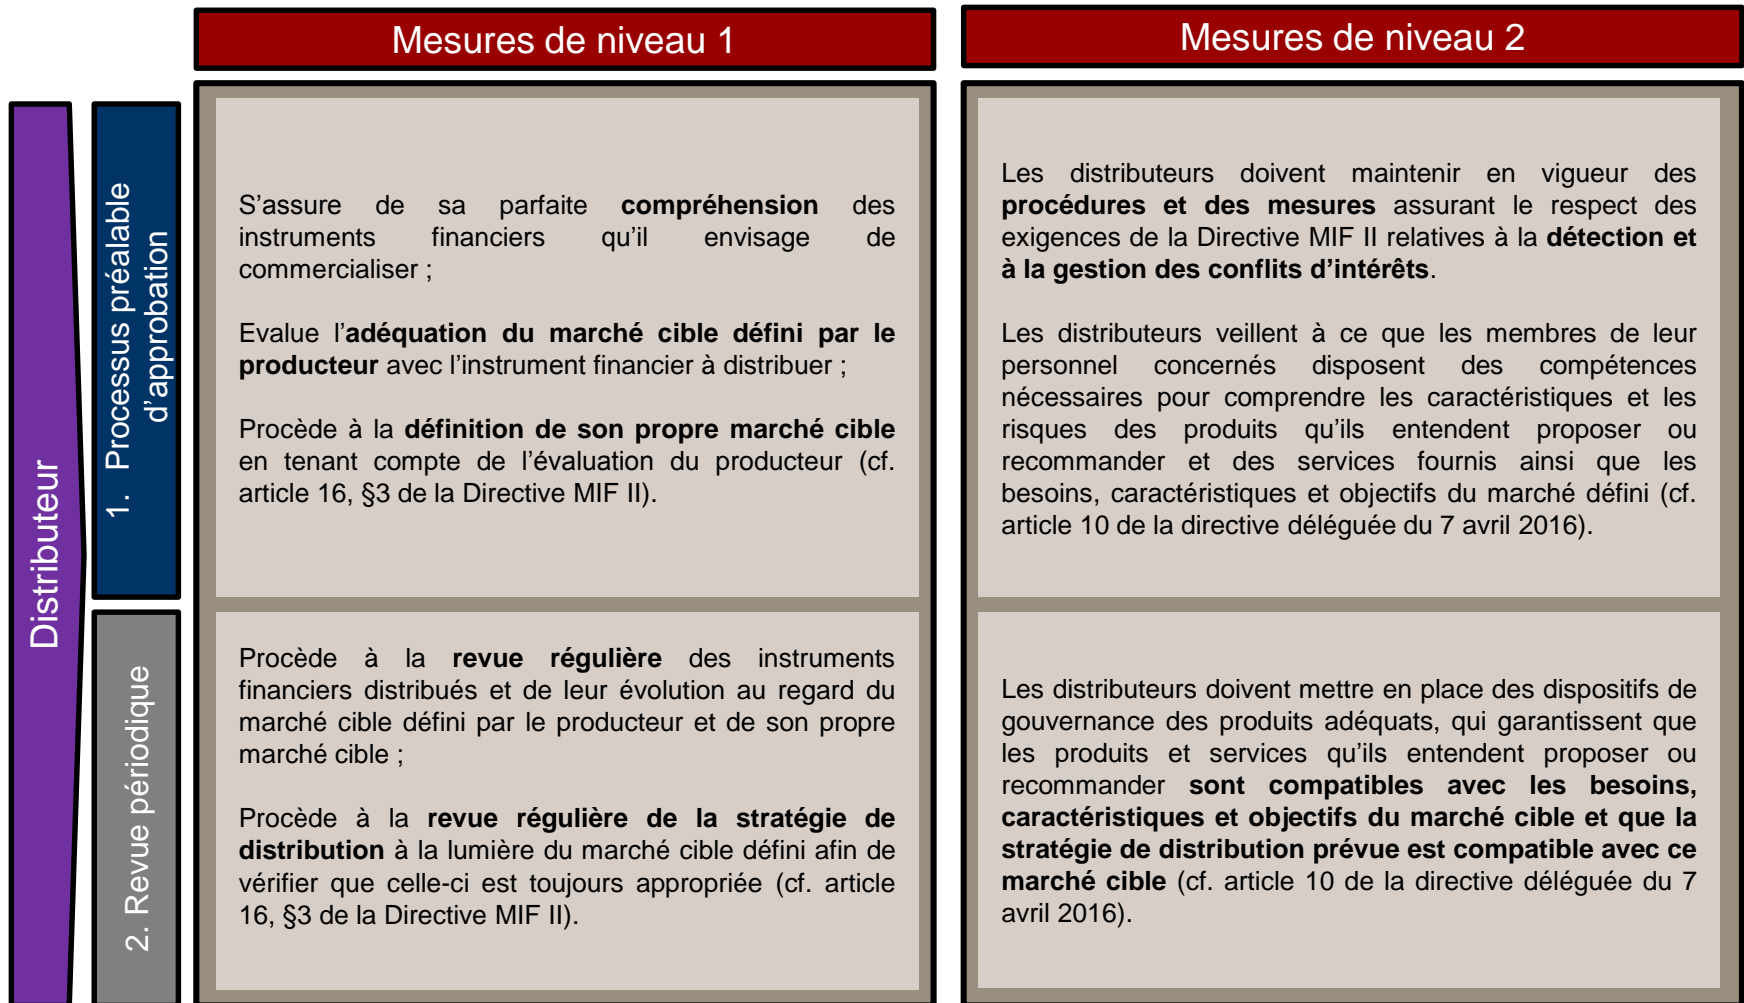 Mesures de niveau 1
Mesures de niveau 2
Distributeur
1. Processus préalable
d’approbation
S’assure de sa parfaite compréhension des
instruments financiers qu’il envisage de
commercialiser ;
Evalue l’adéquation du marché cible défini par le
producteur avec l’instrument financier à distribuer ;
Procède à la définition de son propre marché cible
en tenant compte de l’évaluation du producteur (cf.
article 16, §3 de la Directive MIF II).
Les distributeurs doivent maintenir en vigueur des
procédures et des mesures assurant le respect des
exigences de la Directive MIF II relatives à la détection et
à la gestion des conflits d’intérêts.
Les distributeurs veillent à ce que les membres de leur
personnel concernés disposent des compétences
nécessaires pour comprendre les caractéristiques et les
risques des produits qu’ils entendent proposer ou
recommander et des services fournis ainsi que les
besoins, caractéristiques et objectifs du marché défini (cf.
article 10 de la directive déléguée du 7 avril 2016).
2. Revue périodique
Procède à la revue régulière des instruments
financiers distribués et de leur évolution au regard du
marché cible défini par le producteur et de son propre
marché cible ;
Procède à la revue régulière de la stratégie de
distribution à la lumière du marché cible défini afin de
vérifier que celle-ci est toujours appropriée (cf. article
16, §3 de la Directive MIF II).
Les distributeurs doivent mettre en place des dispositifs de
gouvernance des produits adéquats, qui garantissent que
les produits et services qu’ils entendent proposer ou
recommander sont compatibles avec les besoins,
caractéristiques et objectifs du marché cible et que la
stratégie de distribution prévue est compatible avec ce
marché cible (cf. article 10 de la directive déléguée du 7
avril 2016).